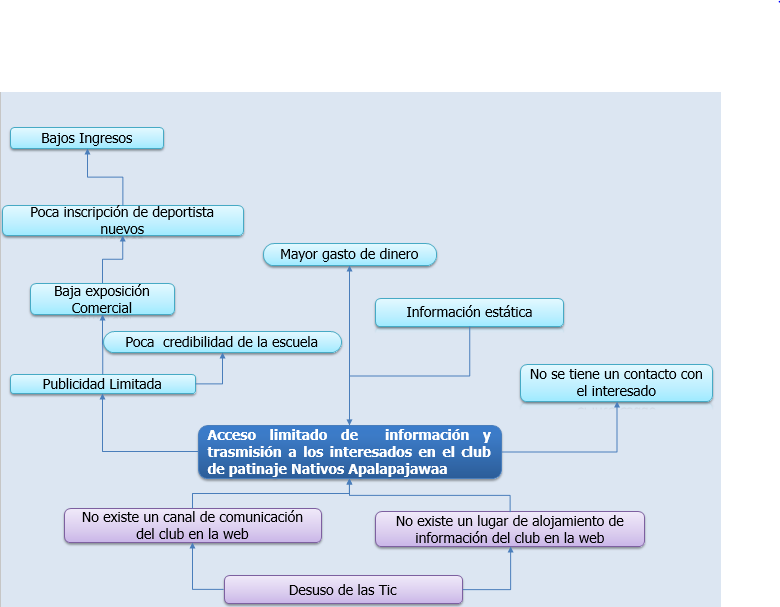 Bajos Ingresos
Poca inscripción de deportista
nuevos
Mayor gasto de dinero
Baja exposición
Comercial
Información estática
Poca credibilidad de la escuela
Publicidad Limitada
No se tiene un contacto con
el interesado
Acceso limitado de información y
trasmisión a los interesados en el club
de patinaje Nativos Apalapajawaa
No existe un canal de comunicación
del club en la web
No existe un lugar de alojamiento de
información del club en la web
Desuso de las Tic